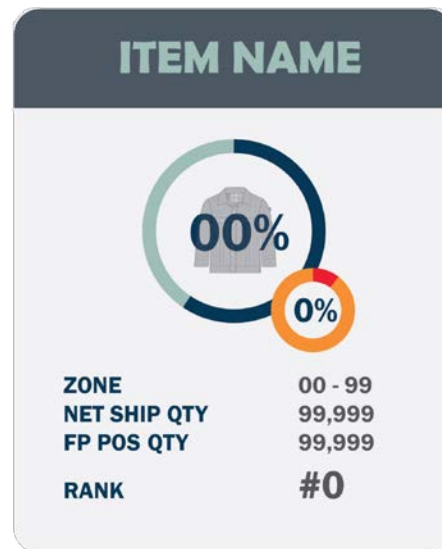 ITEM NAME
00%
0%
ZONE 00 - 99
NET SHIP QTY 99,999
FP POS QTY 99,999
RANK #0